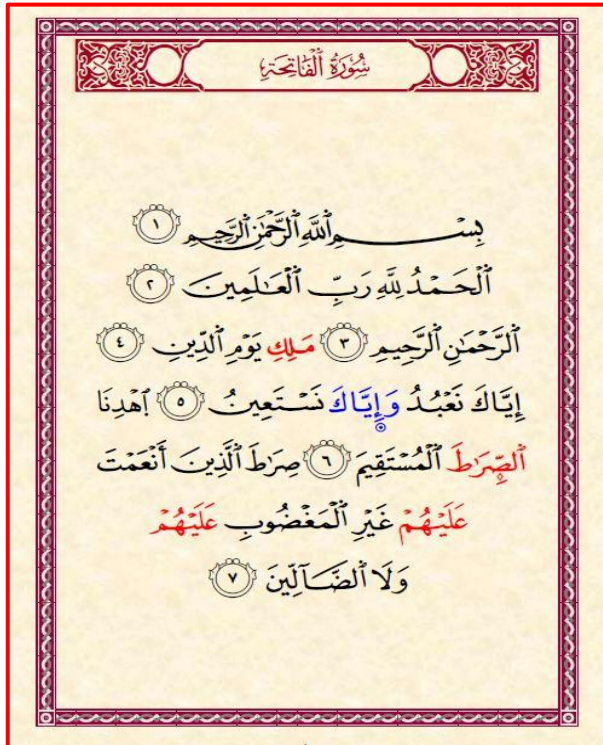 سُورَةُ ٱلْفَاتِحَةِ
بِسْمِ ٱللَّهِ ٱلرَّحْمَٰنِ ٱلرَّحِيمِ ١
ٱلْحَمْدُ لِلَّهِ رَبِّ ٱلْعَٰلَمِينَ ٢
ٱلرَّحْمَٰنِ ٱلرَّحِيمِ ٣ مَلِكِ يَوْمِ ٱلدِّينِ ٤
إِيَّاكَ نَعْبُدُ وَإِيَّاكَ نَسْتَعِينُ ٥ ٱهْدِنَا
ٱلصِّرَٰطَ ٱلْمُسْتَقِيمَ ٦ صِرَٰطَ ٱلَّذِينَ أَنْعَمْتَ
عَلَيْهُمْ غَيْرِ ٱلْمَغْضُوبِ عَلَيْهُمْ
وَلَا ٱلضَّآلِّينَ ٧